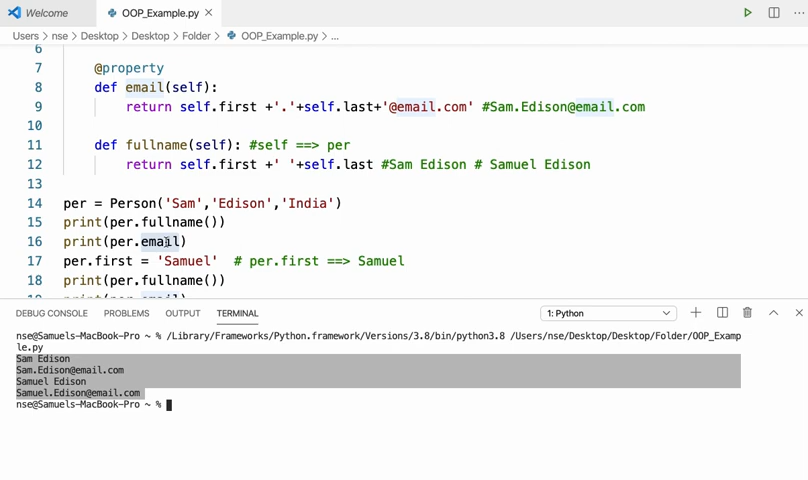 Welcome
OOP_Example.py
Users > nse > Desktop > Desktop > Folder > OOP_Example.py > ...
6
7 @property
8 def email(self):
9 return self.first +'.'+self.last+'@email.com' #Sam.Edison@email.com
10
11 def fullname(self): #self ==> per
12 return self.first +' '+self.last #Sam Edison # Samuel Edison
13
14 per = Person('Sam','Edison','India')
15 print(per.fullname())
16 print(per.email)
17 per.first = 'Samuel' # per.first ==> Samuel
18 print(per.fullname())
19 print(per.email)
DEBUG CONSOLE PROBLEMS OUTPUT TERMINAL 1: Python
nse@Samuels-MacBook-Pro ~ % /Library/Frameworks/Python.framework/Versions/3.8/bin/python3.8 /Users/nse/Desktop/Desktop/Folder/OOP_Examp
le.py
Sam Edison
Sam.Edison@email.com
Samuel Edison
Samuel.Edison@email.com
nse@Samuels-MacBook-Pro ~ %